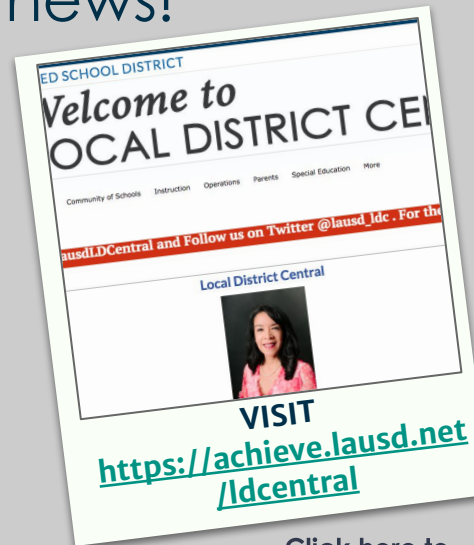 news!
ED SCHOOL DISTRICT
Welcome to
OCAL DISTRICT CE
Community of Schools Instruction Operations Parents Special Education More
ausdLDCentral and Follow us on Twitter @lausd_ldc . For the
Local District Central
VISIT
https://achieve.lausd.net
/ldcentral
Click here to